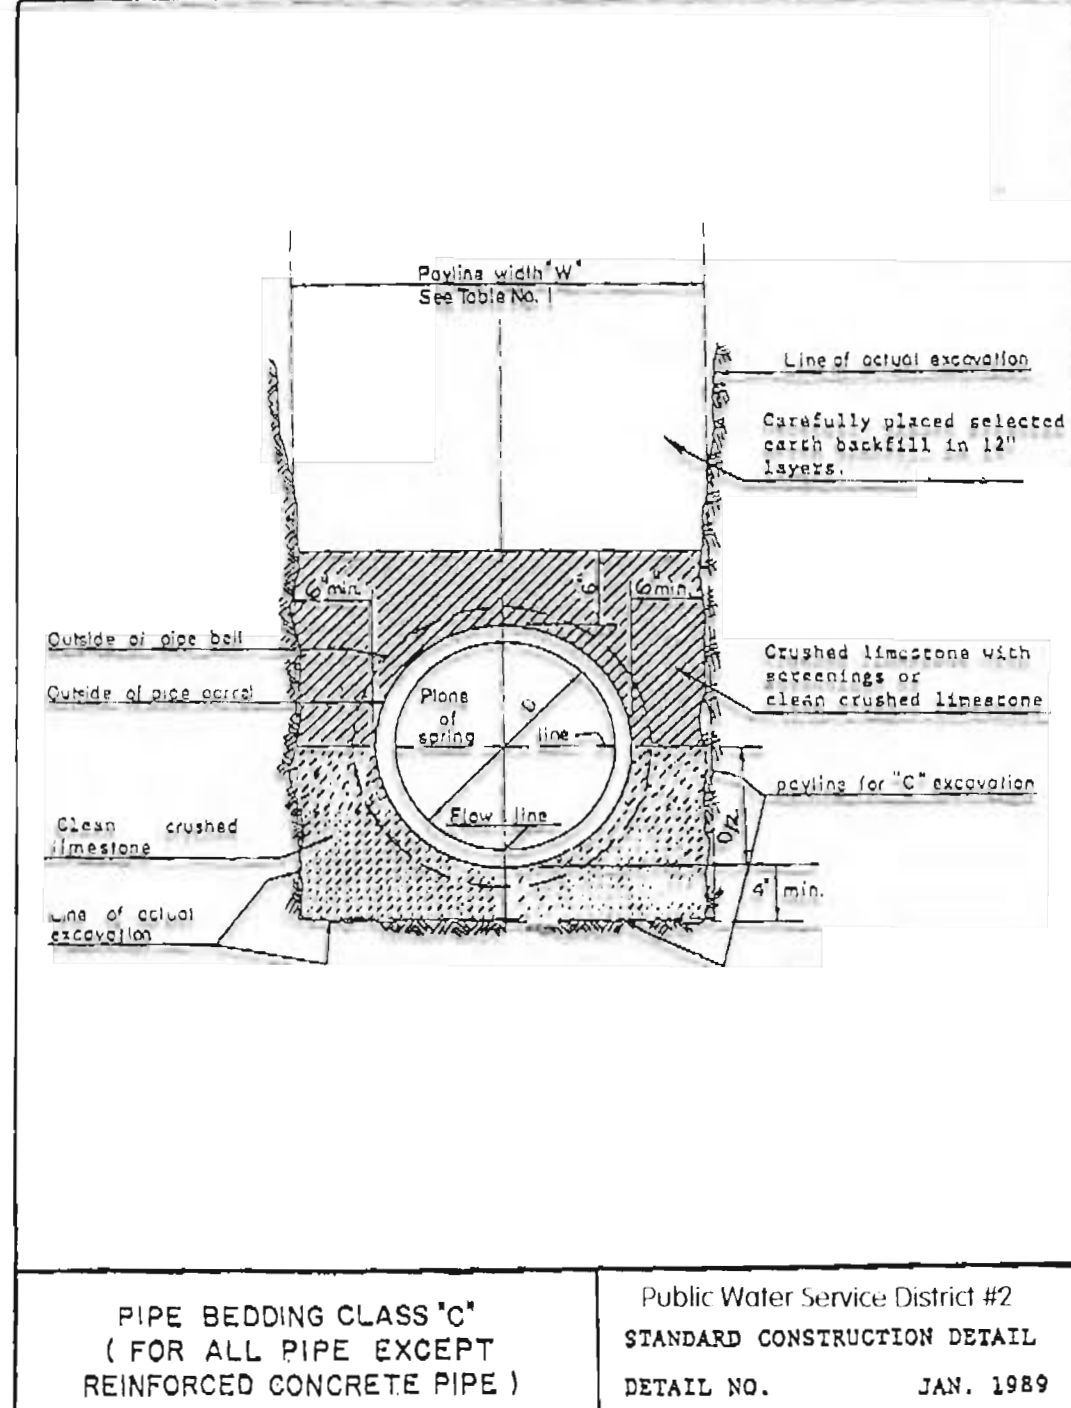 Payline width "W"
See Table No. 1
Line of actual excavation
Carefully placed selected
earth backfill in 12"
layers.
6" min.
6"
6" min.
Outside of pipe bell
Outside of pipe barrel
Crushed limestone with
screenings or
clean crushed limestone
Plane
of
spring
line
D
Flow line
payline for "C" excavation
D/2
Clean crushed
limestone
4" min.
Line of actual
excavation
PIPE BEDDING CLASS "C"
( FOR ALL PIPE EXCEPT
REINFORCED CONCRETE PIPE )
Public Water Service District #2
STANDARD CONSTRUCTION DETAIL
DETAIL NO. JAN. 1989